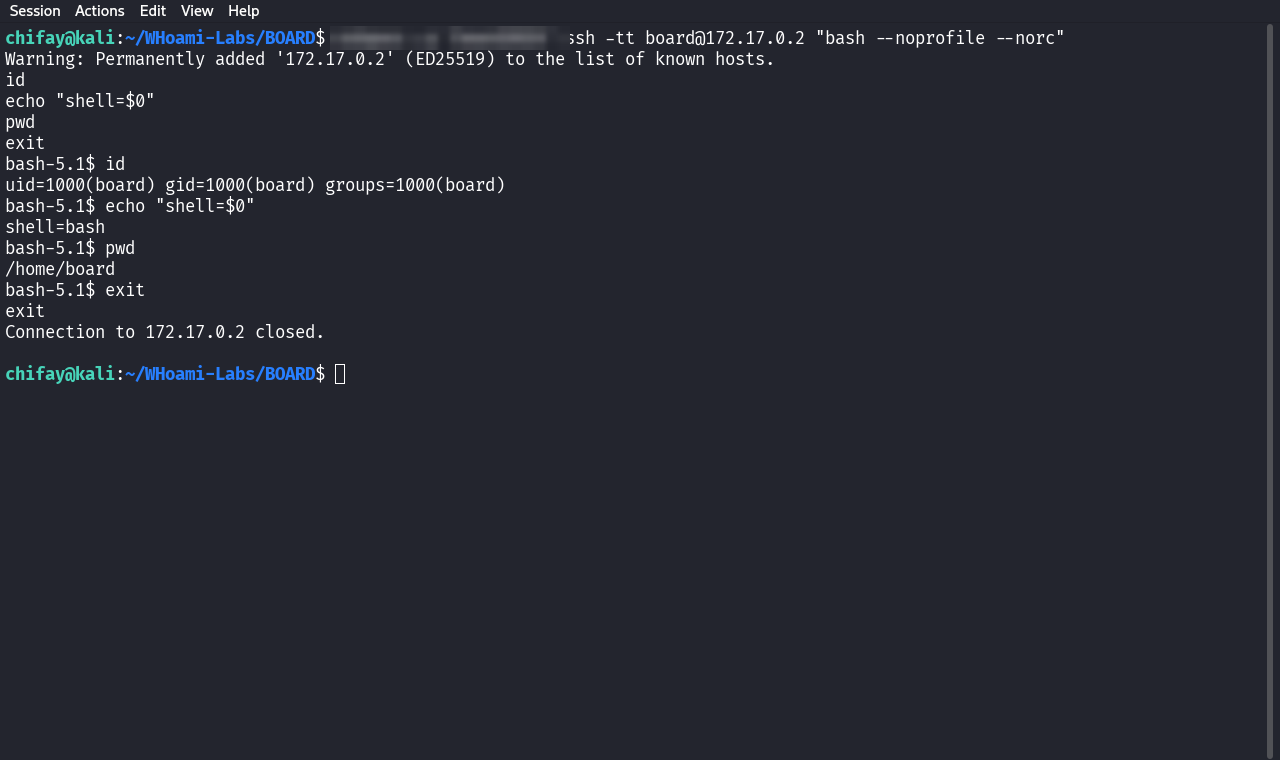 Session Actions Edit View Help
chifay@kali:~/WHoami-Labs/BOARD$ ssh -tt board@172.17.0.2 "bash --noprofile --norc"
Warning: Permanently added '172.17.0.2' (ED25519) to the list of known hosts.
id
echo "shell=$0"
pwd
exit
bash-5.1$ id
uid=1000(board) gid=1000(board) groups=1000(board)
bash-5.1$ echo "shell=$0"
shell=bash
bash-5.1$ pwd
/home/board
bash-5.1$ exit
exit
Connection to 172.17.0.2 closed.
chifay@kali:~/WHoami-Labs/BOARD$